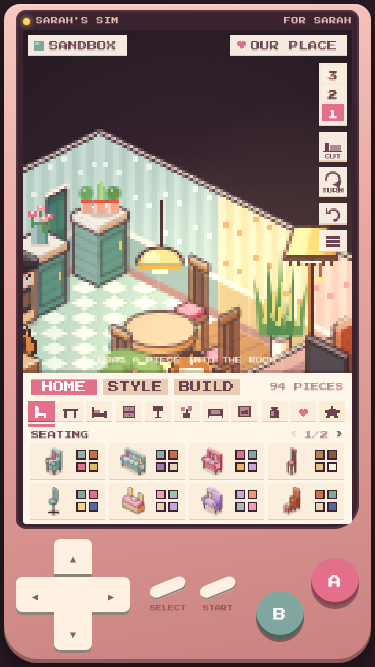 SARAH'S SIM
FOR SARAH
SANDBOX
OUR PLACE
3
2
1
CUT
TURN
DRAG A PIECE INTO THE ROOM
HOME
STYLE
BUILD
94 PIECES
SEATING
1/2
SELECT
START
B
A